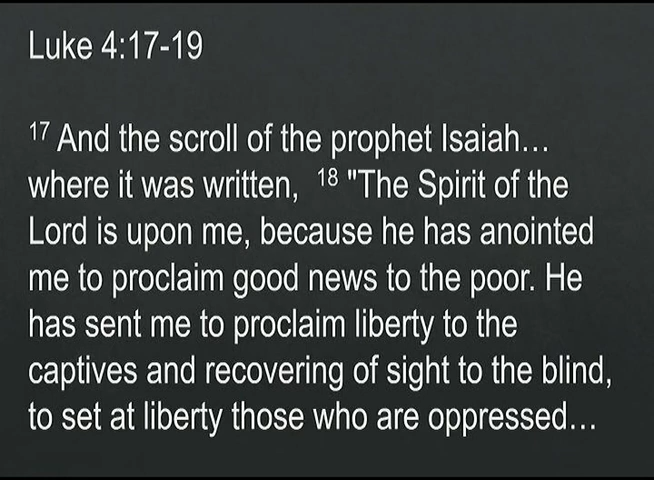 Luke 4:17-19
17 And the scroll of the prophet Isaiah…
where it was written, 18 "The Spirit of the
Lord is upon me, because he has anointed
me to proclaim good news to the poor. He
has sent me to proclaim liberty to the
captives and recovering of sight to the blind,
to set at liberty those who are oppressed…